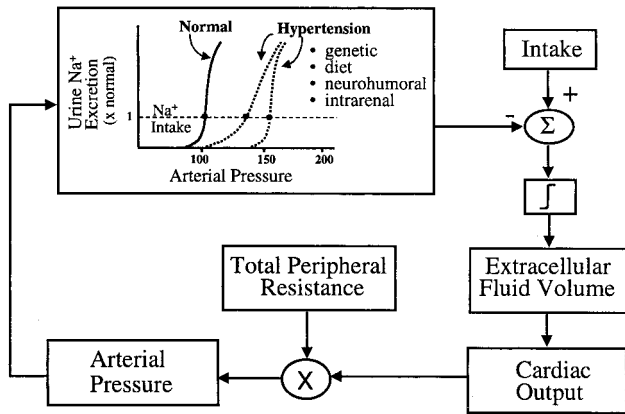 Normal
Hypertension
• genetic
• diet
• neurohumoral
• intrarenal
Urine Na⁺
Excretion
(x normal)
Na⁺
Intake
1
100
150
200
Arterial Pressure
Intake
+
-
Σ
∫
Extracellular
Fluid Volume
Cardiac
Output
Total Peripheral
Resistance
X
Arterial
Pressure